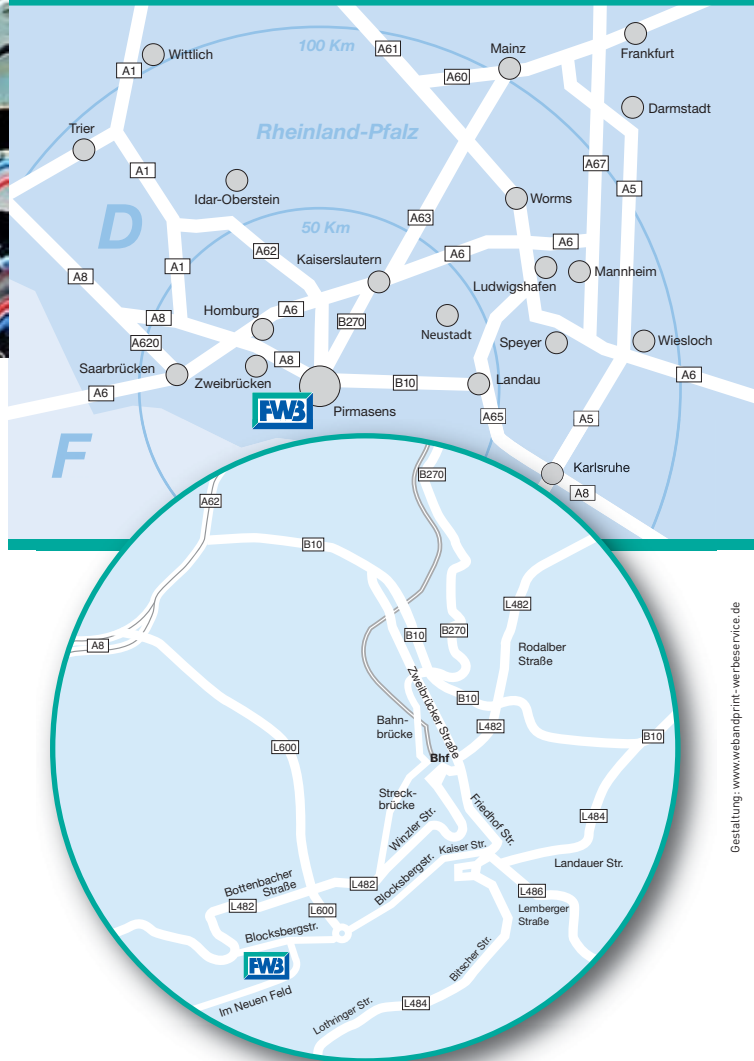 100 Km
A61
Mainz
Frankfurt
Wittlich
A1
A60
Darmstadt
Trier
Rheinland-Pfalz
A1
A67
A5
Idar-Oberstein
Worms
D
50 Km
A63
A62
A6
A6
Kaiserslautern
A1
A8
Ludwigshafen
Mannheim
Homburg
A6
B270
A8
Neustadt
A620
Speyer
Wiesloch
Saarbrücken
A8
Zweibrücken
B10
Landau
A6
A6
FWB
Pirmasens
A65
A5
F
Karlsruhe
A8
B270
A62
B10
L482
B10
B270
A8
Rodalber
Straße
Zweibrücker Straße
B10
Bahn-
brücke
L482
B10
L600
Bhf
Streck-
brücke
Friedhof Str.
Winzler Str.
L484
Kaiser Str.
Blocksbergstr.
Landauer Str.
Bottenbacher
Straße
L482
L486
L482
L600
Lemberger
Straße
Blocksbergstr.
FWB
Bitscher Str.
Im Neuen Feld
Lothringer Str.
L484
Gestaltung: www.webandprint-werbeservice.de